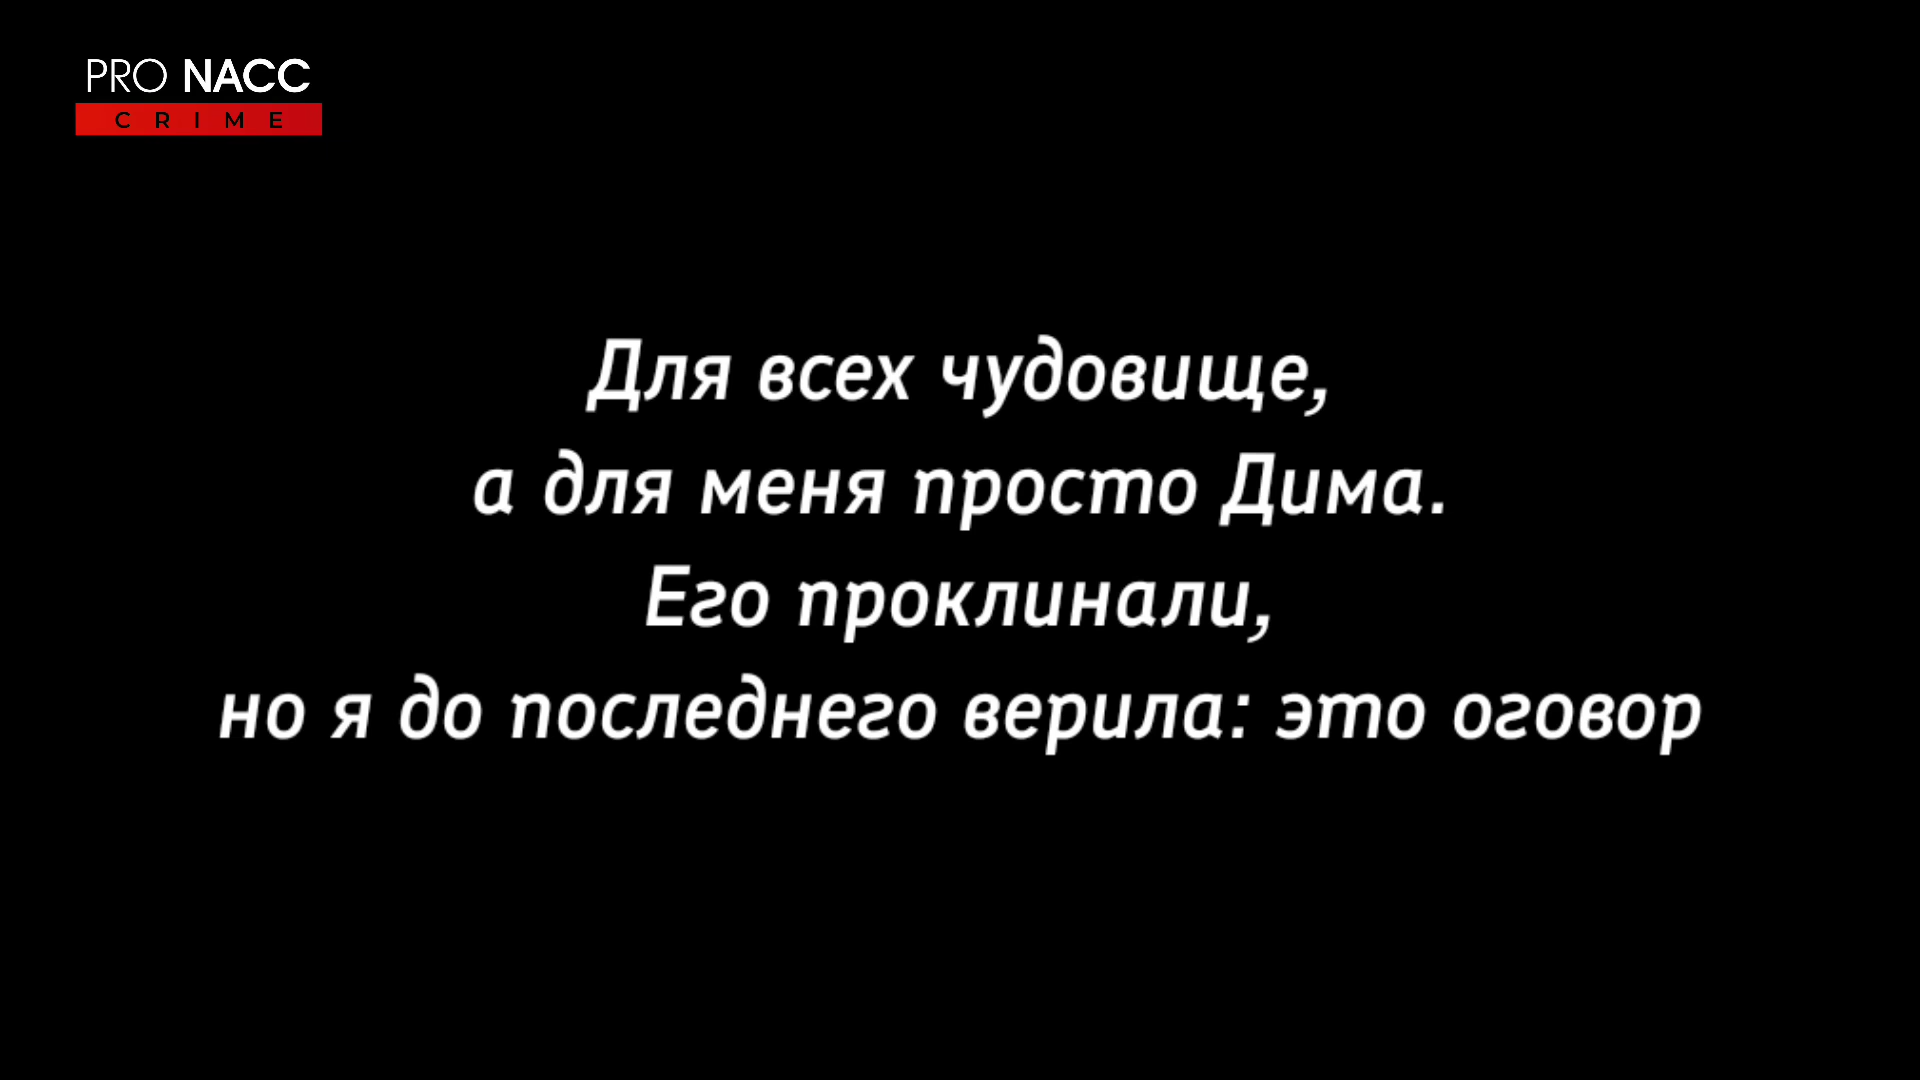 PRO NACC
CRIME
Для всех чудовище,
а для меня просто Дима.
Его проклинали,
но я до последнего верила: это оговор